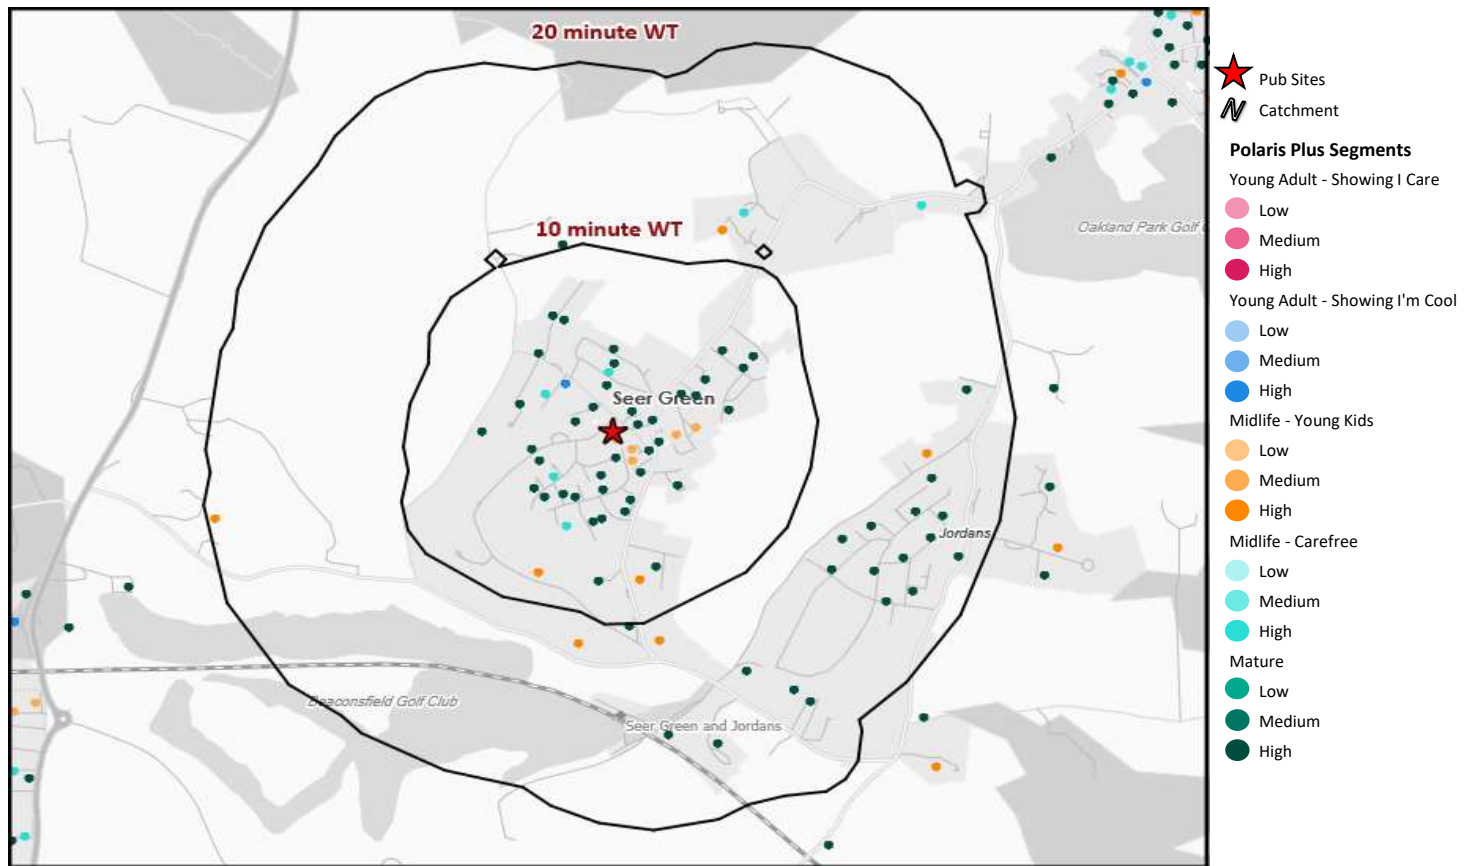 20 minute WT
10 minute WT
Oakland Park Golf
Seer Green
Jordans
Beaconsfield Golf Club
Seer Green and Jordans
Pub Sites
Catchment
Polaris Plus Segments
Young Adult - Showing I Care
Low
Medium
High
Young Adult - Showing I'm Cool
Low
Medium
High
Midlife - Young Kids
Low
Medium
High
Midlife - Carefree
Low
Medium
High
Mature
Low
Medium
High